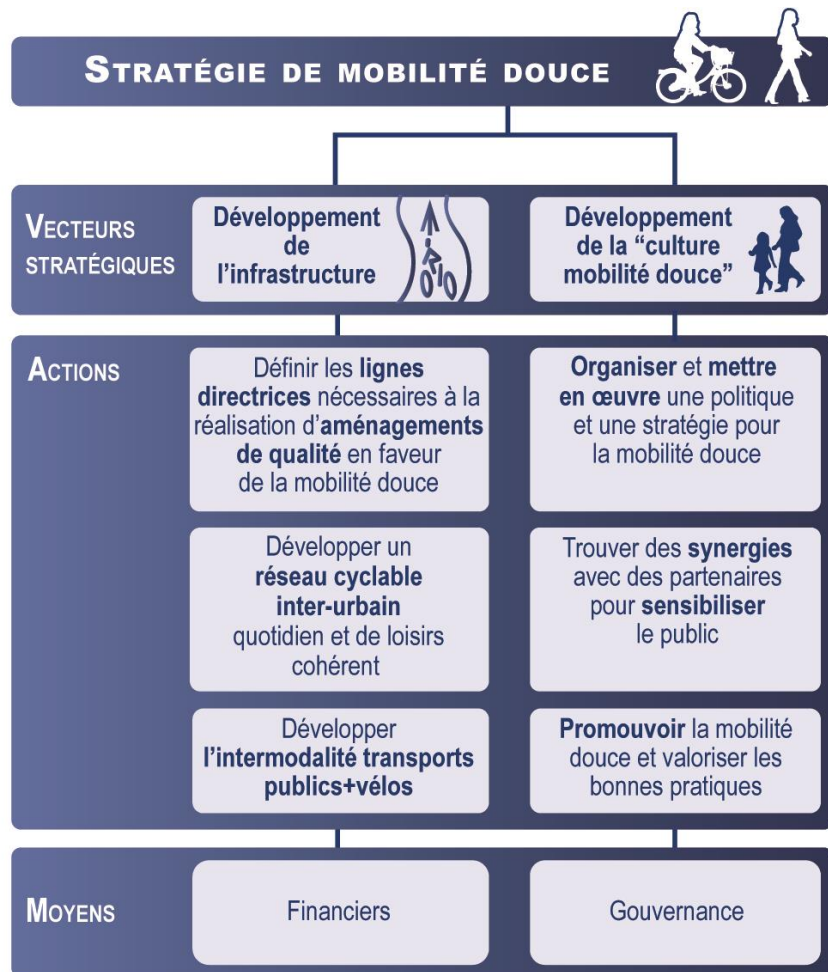 STRATÉGIE DE MOBILITÉ DOUCE
VECTEURS
STRATÉGIQUES
Développement
de
l'infrastructure
Développement
de la “culture
mobilité douce”
ACTIONS
Définir les lignes
directrices nécessaires à la
réalisation d'aménagements
de qualité en faveur
de la mobilité douce
Organiser et mettre
en œuvre une politique
et une stratégie pour
la mobilité douce
Développer un
réseau cyclable
inter-urbain
quotidien et de loisirs
cohérent
Trouver des synergies
avec des partenaires
pour sensibiliser
le public
Développer
l'intermodalité transports
publics+vélos
Promouvoir la mobilité
douce et valoriser les
bonnes pratiques
MOYENS
Financiers
Gouvernance